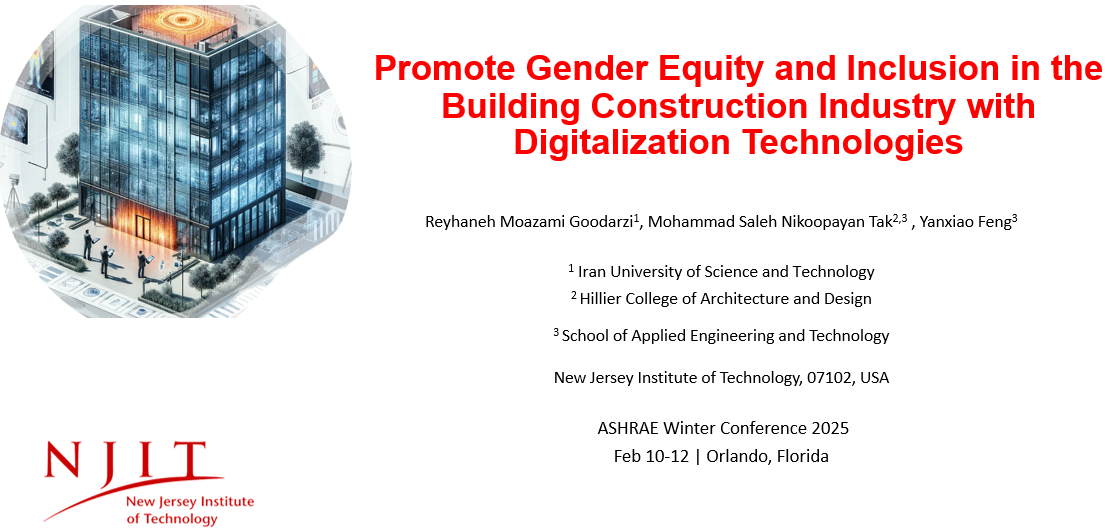 Promote Gender Equity and Inclusion in the
Building Construction Industry with
Digitalization Technologies
Reyhaneh Moazami Goodarzi¹, Mohammad Saleh Nikoopayan Tak²,³ , Yanxiao Feng³
¹ Iran University of Science and Technology
² Hillier College of Architecture and Design
³ School of Applied Engineering and Technology
New Jersey Institute of Technology, 07102, USA
ASHRAE Winter Conference 2025
Feb 10-12 | Orlando, Florida
NJIT
New Jersey Institute
of Technology